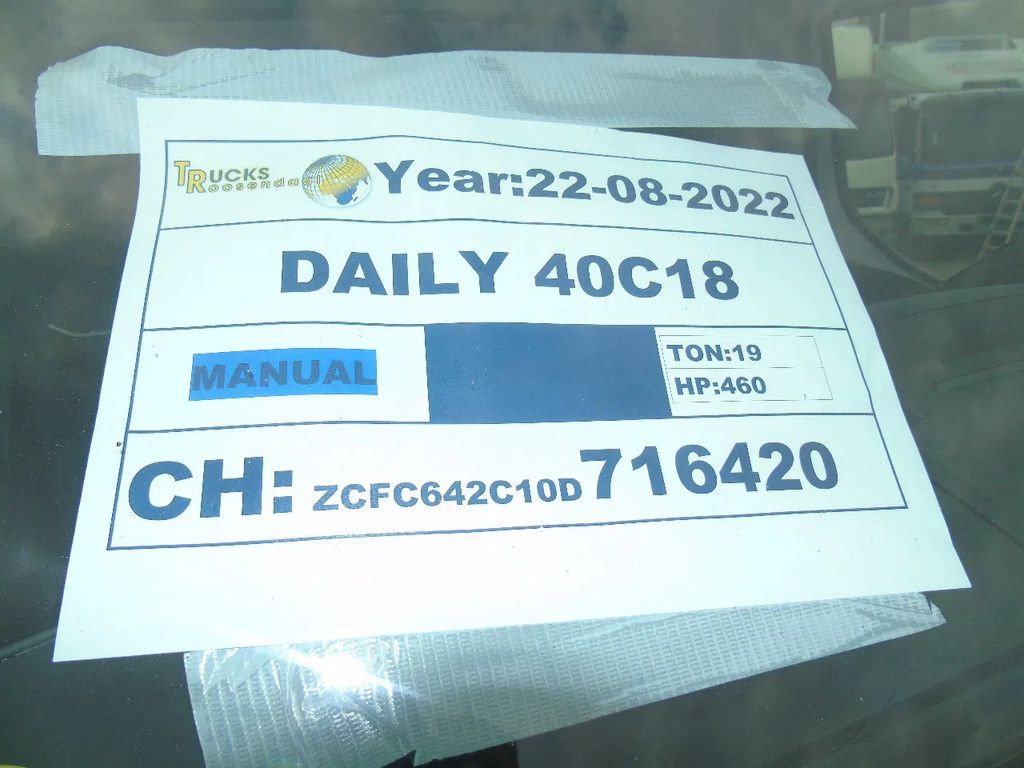 TRUCKS
Roosenda
Year:22-08-2022
DAILY 40C18
MANUAL
TON:19
HP:460
CH: ZCFC642C10D716420